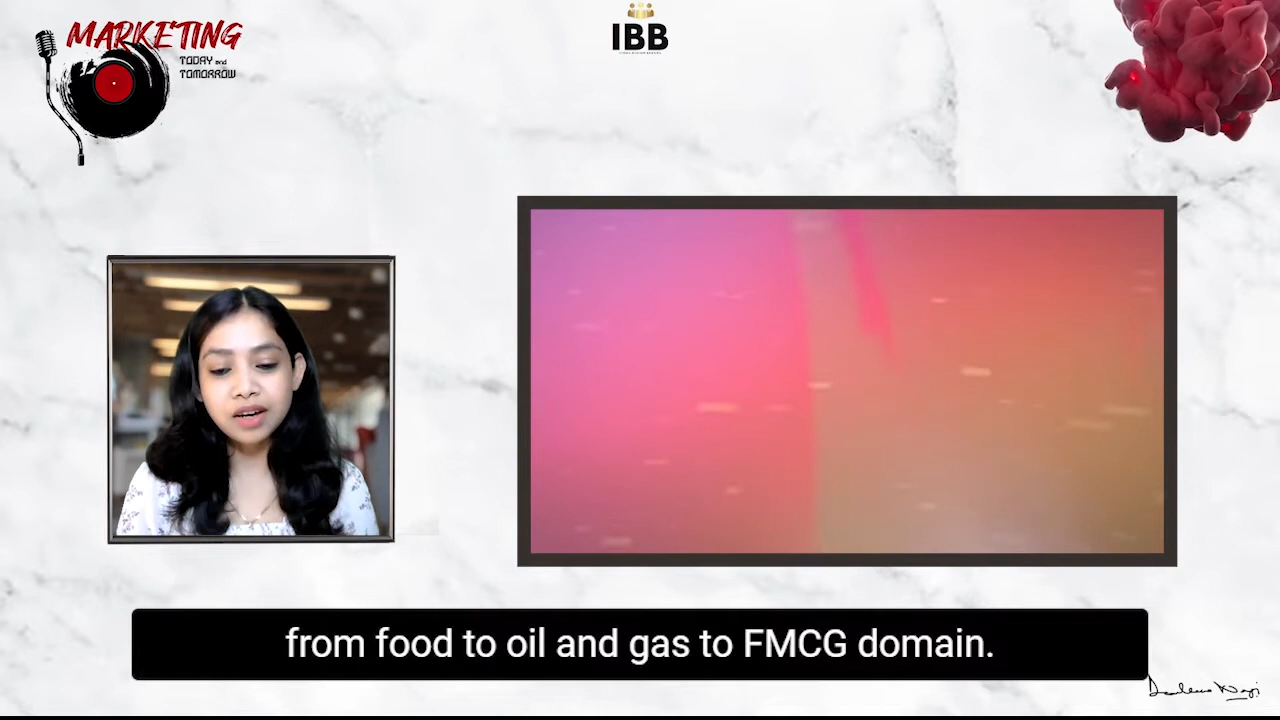 MARKETING
TODAY and
TOMORROW
IBB
from food to oil and gas to FMCG domain.